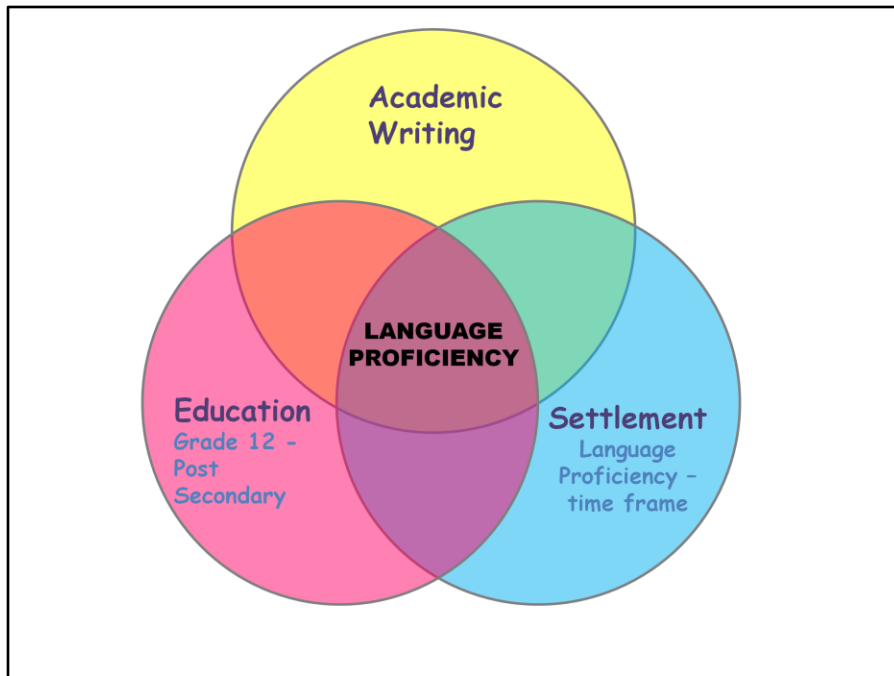 Academic
Writing
LANGUAGE
PROFICIENCY
Education
Grade 12 -
Post
Secondary
Settlement
Language
Proficiency –
time frame